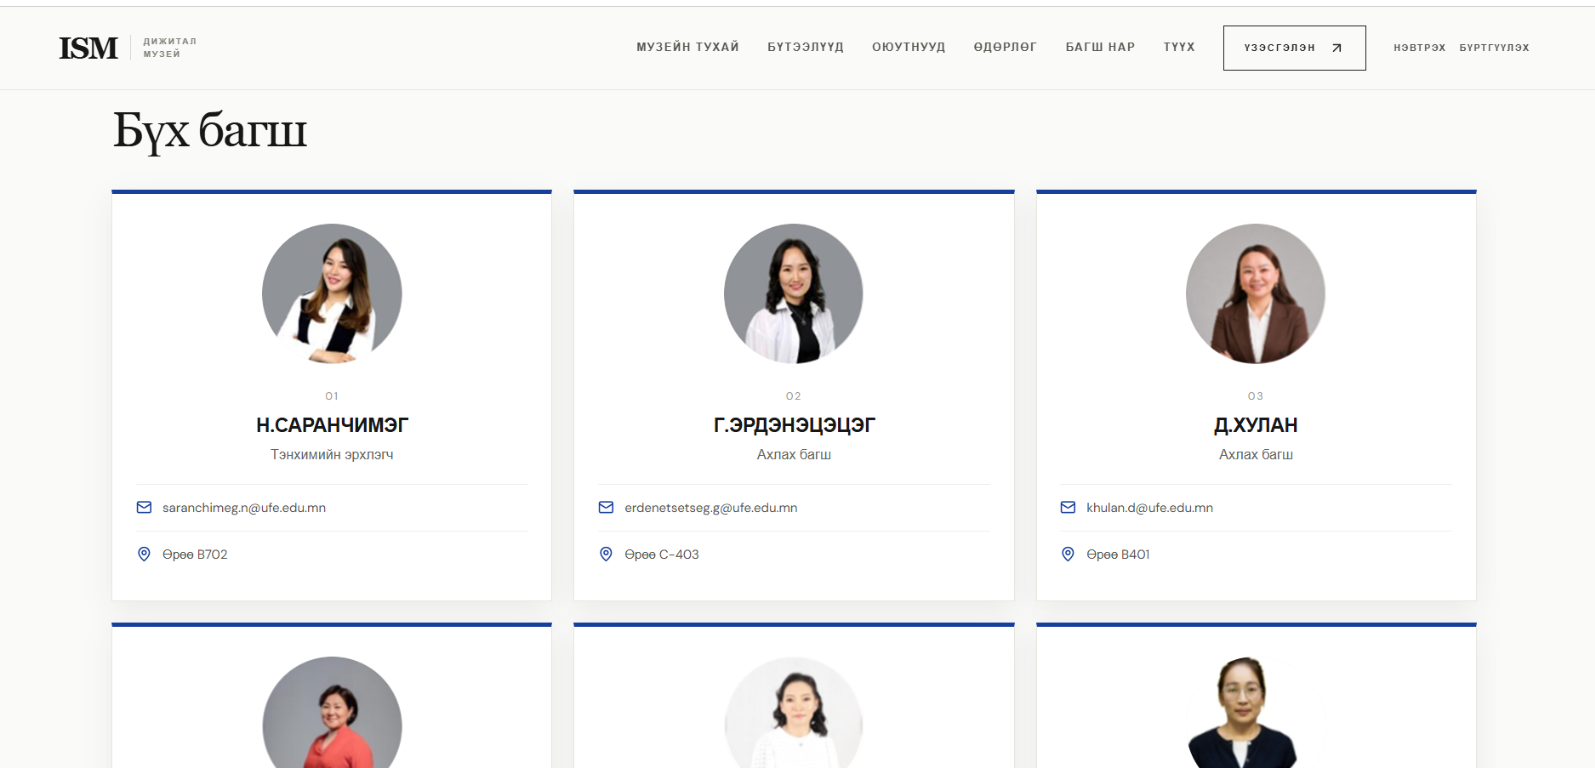 ISM
ДИЖИТАЛ
МУЗЕЙ
МУЗЕЙН ТУХАЙ БҮТЭЭЛҮҮД ОЮУТНУУД ӨДӨРЛӨГ БАГШ НАР ТҮҮХ ҮЗЭСГЭЛЭН НЭВТРЭХ БҮРТГҮҮЛЭХ
Бүх багш
01
Н.САРАНЧИМЭГ
Тэнхимийн эрхлэгч
saranchimeg.n@ufe.edu.mn
Өрөө B702
02
Г.ЭРДЭНЭЦЭЦЭГ
Ахлах багш
erdenetsetseg.g@ufe.edu.mn
Өрөө C-403
03
Д.ХУЛАН
Ахлах багш
khulan.d@ufe.edu.mn
Өрөө B401